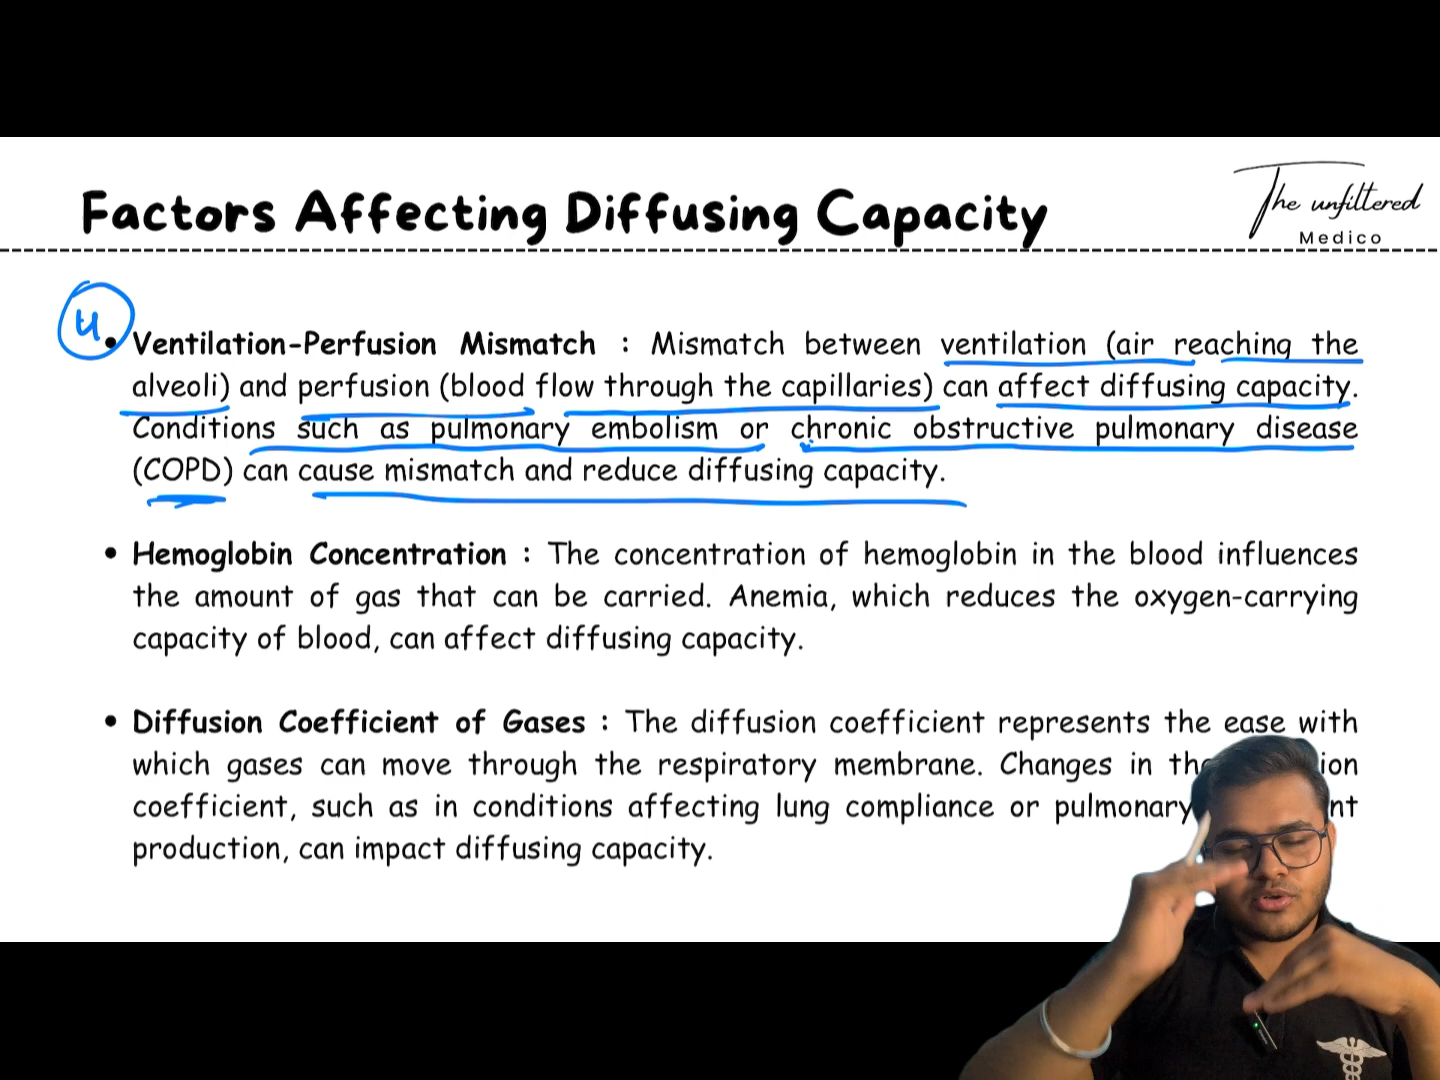 Factors Affecting Diffusing Capacity
The unfiltered
Medico
4
• Ventilation-Perfusion Mismatch : Mismatch between ventilation (air reaching the
alveoli) and perfusion (blood flow through the capillaries) can affect diffusing capacity.
Conditions such as pulmonary embolism or chronic obstructive pulmonary disease
(COPD) can cause mismatch and reduce diffusing capacity.
• Hemoglobin Concentration : The concentration of hemoglobin in the blood influences
the amount of gas that can be carried. Anemia, which reduces the oxygen-carrying
capacity of blood, can affect diffusing capacity.
• Diffusion Coefficient of Gases : The diffusion coefficient represents the ease with
which gases can move through the respiratory membrane. Changes in
coefficient, such as in conditions affecting lung compliance or pulmonary
production, can impact diffusing capacity.